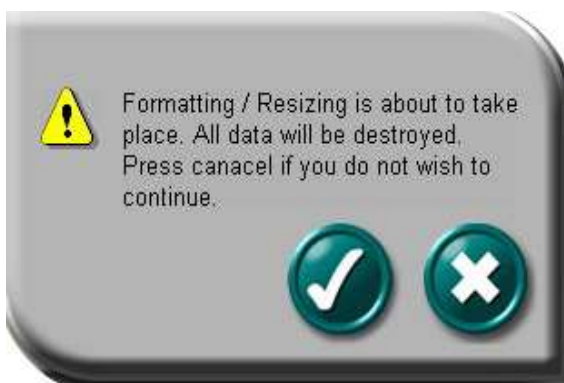 Formatting / Resizing is about to take
place. All data will be destroyed.
Press canacel if you do not wish to
continue.